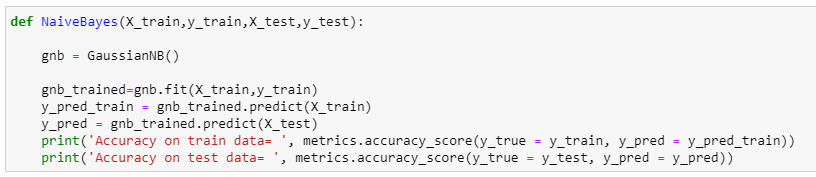 def NaiveBayes(X_train,y_train,X_test,y_test):
gnb = GaussianNB()
gnb_trained=gnb.fit(X_train,y_train)
y_pred_train = gnb_trained.predict(X_train)
y_pred = gnb_trained.predict(X_test)
print('Accuracy on train data= ', metrics.accuracy_score(y_true = y_train, y_pred = y_pred_train))
print('Accuracy on test data= ', metrics.accuracy_score(y_true = y_test, y_pred = y_pred))